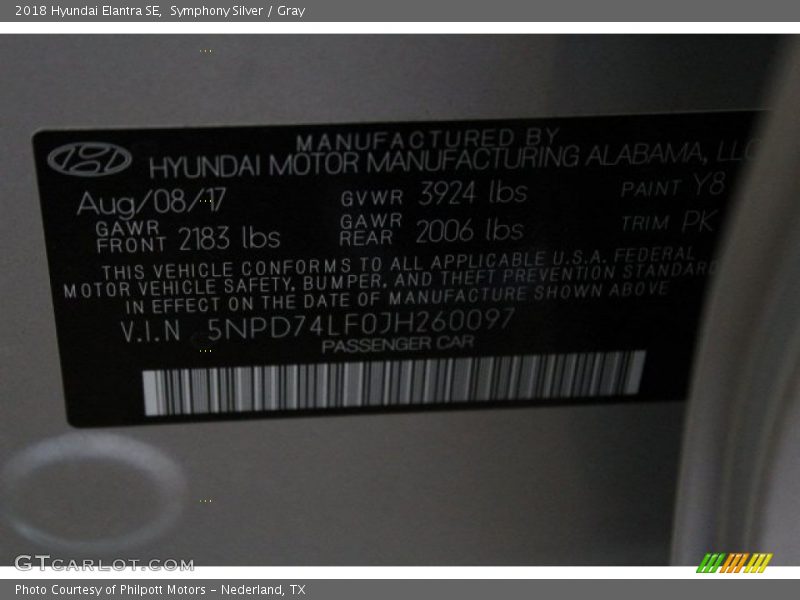 2018 Hyundai Elantra SE, Symphony Silver / Gray
MANUFACTURED BY
HYUNDAI MOTOR MANUFACTURING ALABAMA, LLC
Aug/08/17 GVWR 3924 lbs PAINT Y8
GAWR FRONT 2183 lbs GAWR REAR 2006 lbs TRIM PK
THIS VEHICLE CONFORMS TO ALL APPLICABLE U.S.A. FEDERAL
MOTOR VEHICLE SAFETY, BUMPER, AND THEFT PREVENTION STANDARD
IN EFFECT ON THE DATE OF MANUFACTURE SHOWN ABOVE
V.I.N 5NPD74LF0JH260097
PASSENGER CAR
GTCARLOT.COM
Photo Courtesy of Philpott Motors - Nederland, TX